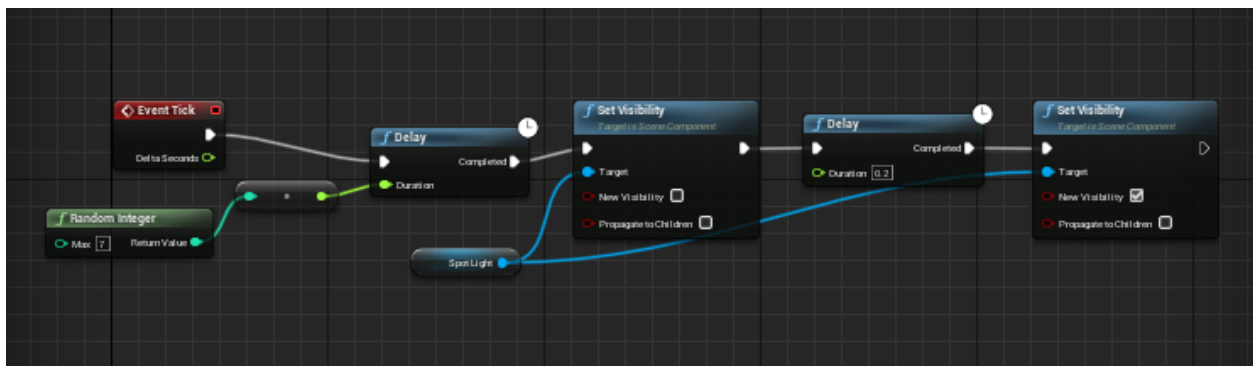 Event Tick
Delta Seconds
Random Integer
Max 7 Return Value
Delay
Completed
Duration
Spot Light
Set Visibility
Target is Scene Component
Target
New Visibility
Propagate to Children
Delay
Completed
Duration 0.2
Set Visibility
Target is Scene Component
Target
New Visibility
Propagate to Children